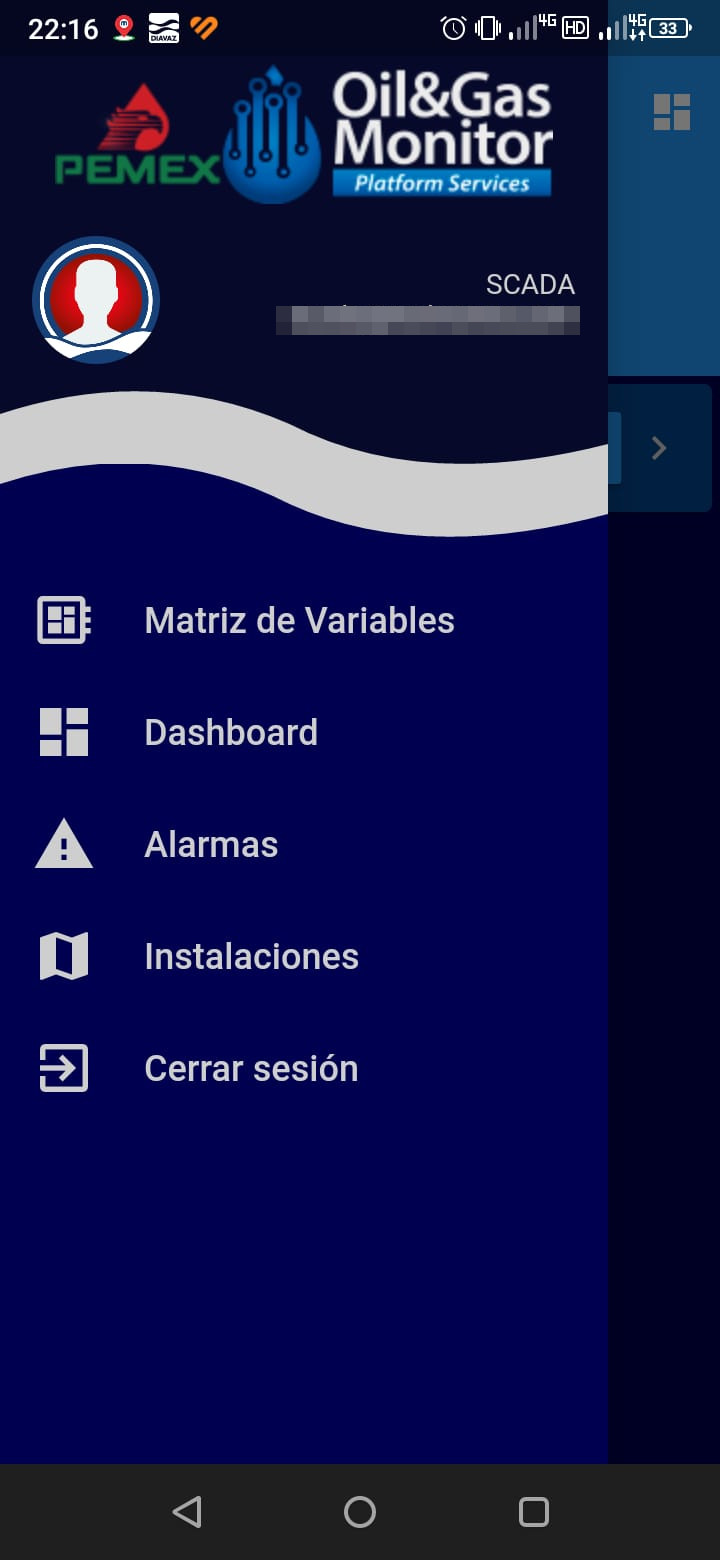 22:16
DIAVAZ
4G
HD
4G
33
PEMEX
Oil&Gas
Monitor
Platform Services
SCADA
Matriz de Variables
Dashboard
Alarmas
Instalaciones
Cerrar sesión